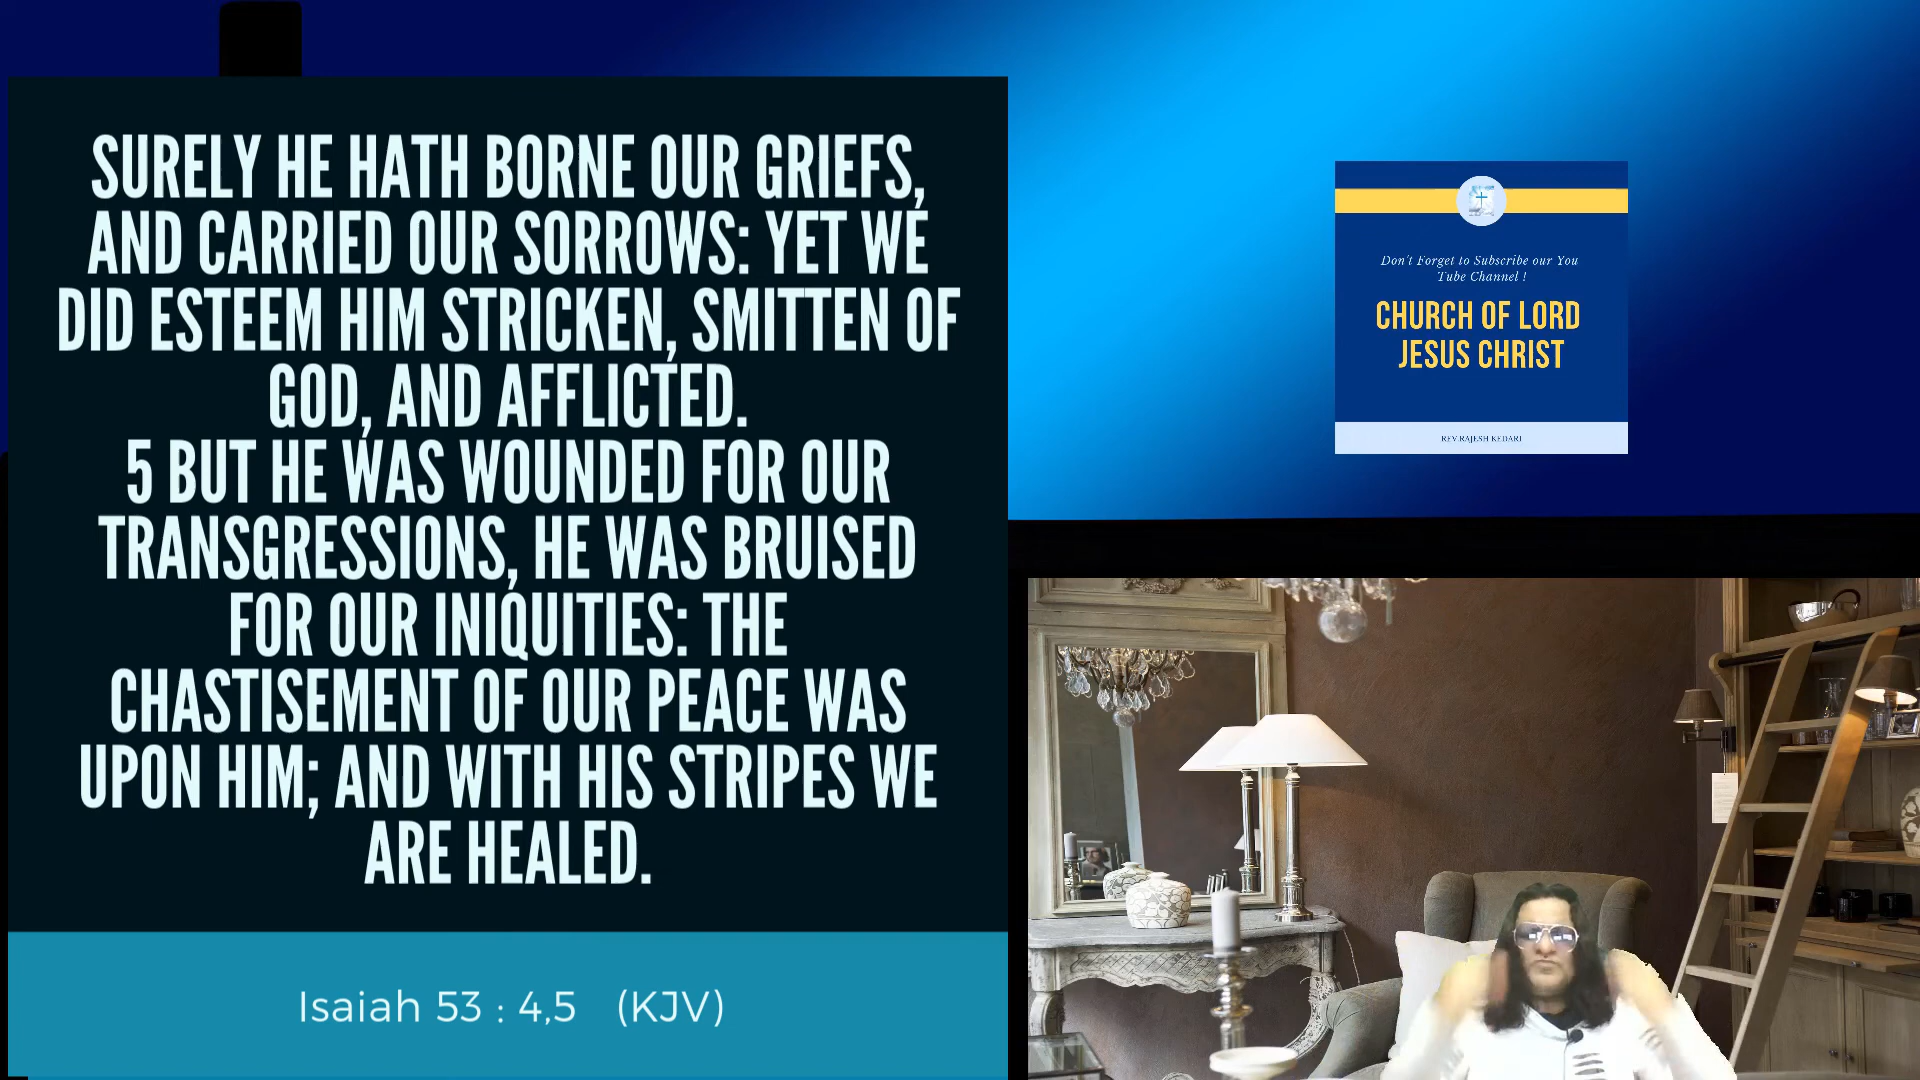 SURELY HE HATH BORNE OUR GRIEFS,
AND CARRIED OUR SORROWS: YET WE
DID ESTEEM HIM STRICKEN, SMITTEN OF
GOD, AND AFFLICTED.
5 BUT HE WAS WOUNDED FOR OUR
TRANSGRESSIONS, HE WAS BRUISED
FOR OUR INIQUITIES: THE
CHASTISEMENT OF OUR PEACE WAS
UPON HIM; AND WITH HIS STRIPES WE
ARE HEALED.
Isaiah 53 : 4,5 (KJV)
Don't Forget to Subscribe our You
Tube Channel !
CHURCH OF LORD
JESUS CHRIST
REV.RAJESH KEDARI